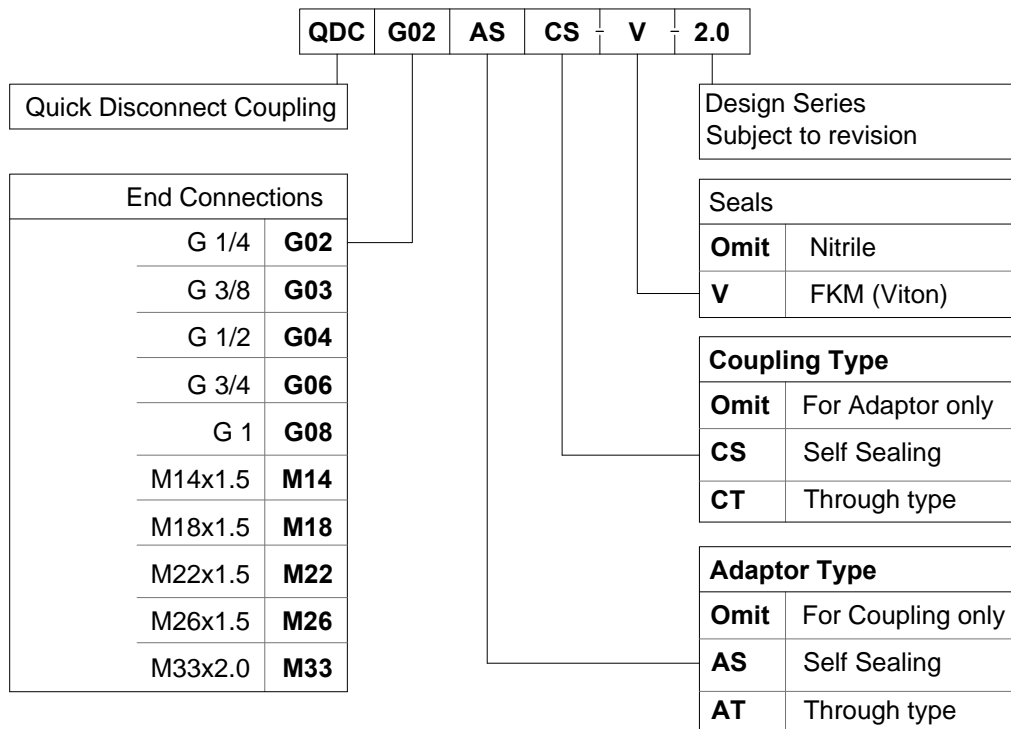 QDC G02 AS CS - V - 2.0
Quick Disconnect Coupling
Design Series
Subject to revision
End Connections
G 1/4 G02
G 3/8 G03
G 1/2 G04
G 3/4 G06
G 1 G08
M14x1.5 M14
M18x1.5 M18
M22x1.5 M22
M26x1.5 M26
M33x2.0 M33
Seals
Omit Nitrile
V FKM (Viton)
Coupling Type
Omit For Adaptor only
CS Self Sealing
CT Through type
Adaptor Type
Omit For Coupling only
AS Self Sealing
AT Through type